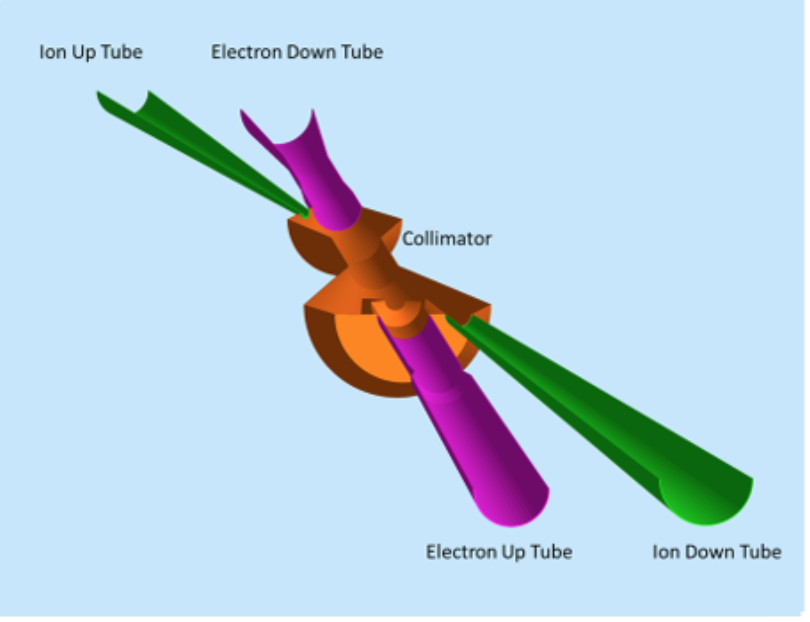 Ion Up Tube
Electron Down Tube
Collimator
Electron Up Tube
Ion Down Tube